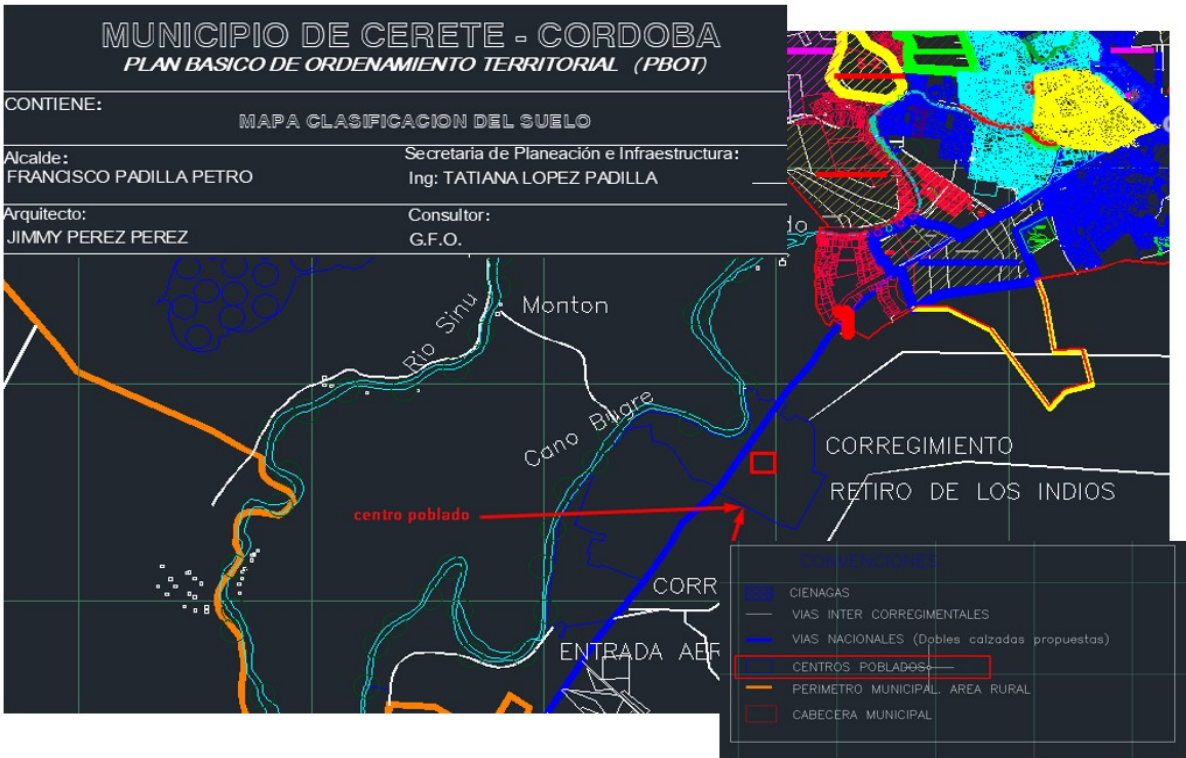 MUNICIPIO DE CERETE - CORDOBA
PLAN BASICO DE ORDENAMIENTO TERRITORIAL (PBOT)
CONTIENE:
MAPA CLASIFICACION DEL SUELO
Alcalde:
FRANCISCO PADILLA PETRO
Secretaria de Planeación e Infraestructura:
Ing: TATIANA LOPEZ PADILLA
Arquitecto:
JIMMY PEREZ PEREZ
Consultor:
G.F.O.
Rio Sinu
Monton
Cano Bugre
CORREGIMIENTO
RETIRO DE LOS INDIOS
centro poblado
CORR
ENTRADA AER
CONVENCIONES
CIENAGAS
VIAS INTER CORREGIMENTALES
VIAS NACIONALES (Dobles calzadas propuestas)
CENTROS POBLADOS
PERIMETRO MUNICIPAL. AREA RURAL
CABECERA MUNICIPAL